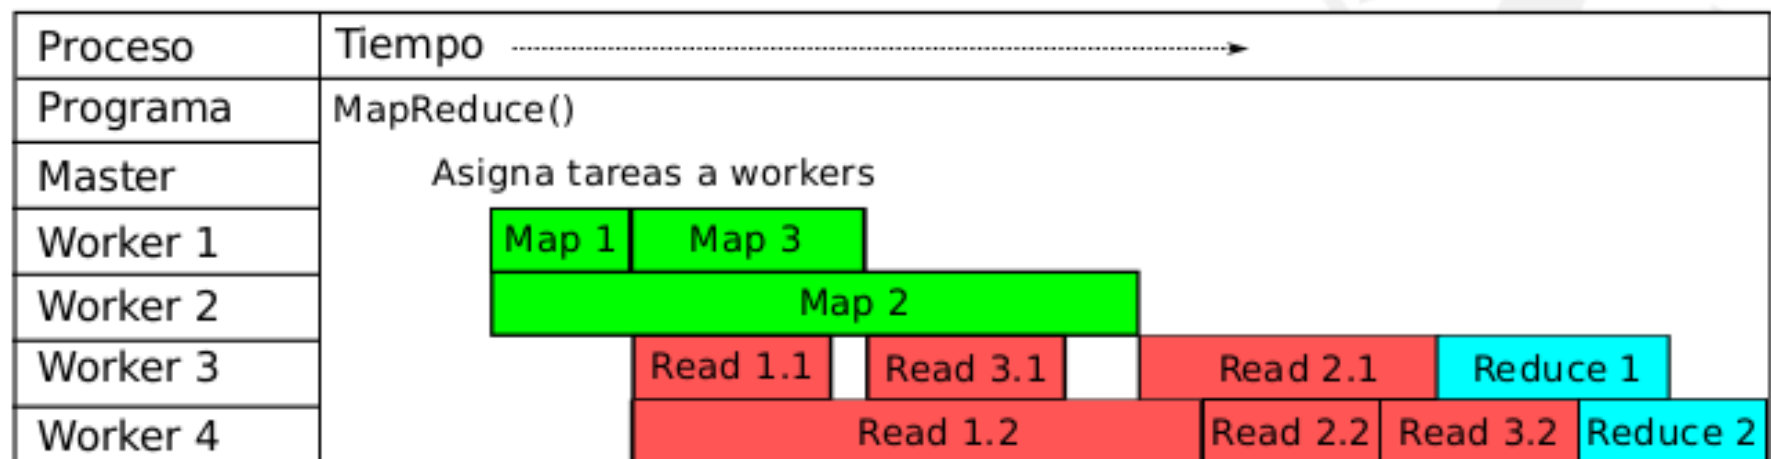 Proceso Tiempo
Programa MapReduce()
Master Asigna tareas a workers
Worker 1 Map 1 Map 3
Worker 2 Map 2
Worker 3 Read 1.1 Read 3.1 Read 2.1 Reduce 1
Worker 4 Read 1.2 Read 2.2 Read 3.2 Reduce 2